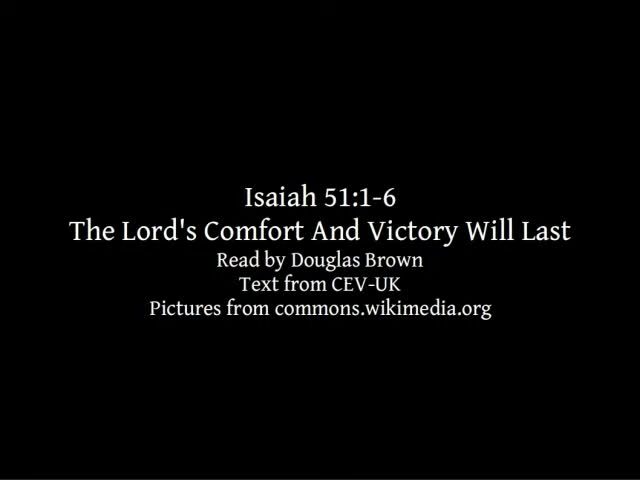 Isaiah 51:1-6
The Lord's Comfort And Victory Will Last
Read by Douglas Brown
Text from CEV-UK
Pictures from commons.wikimedia.org